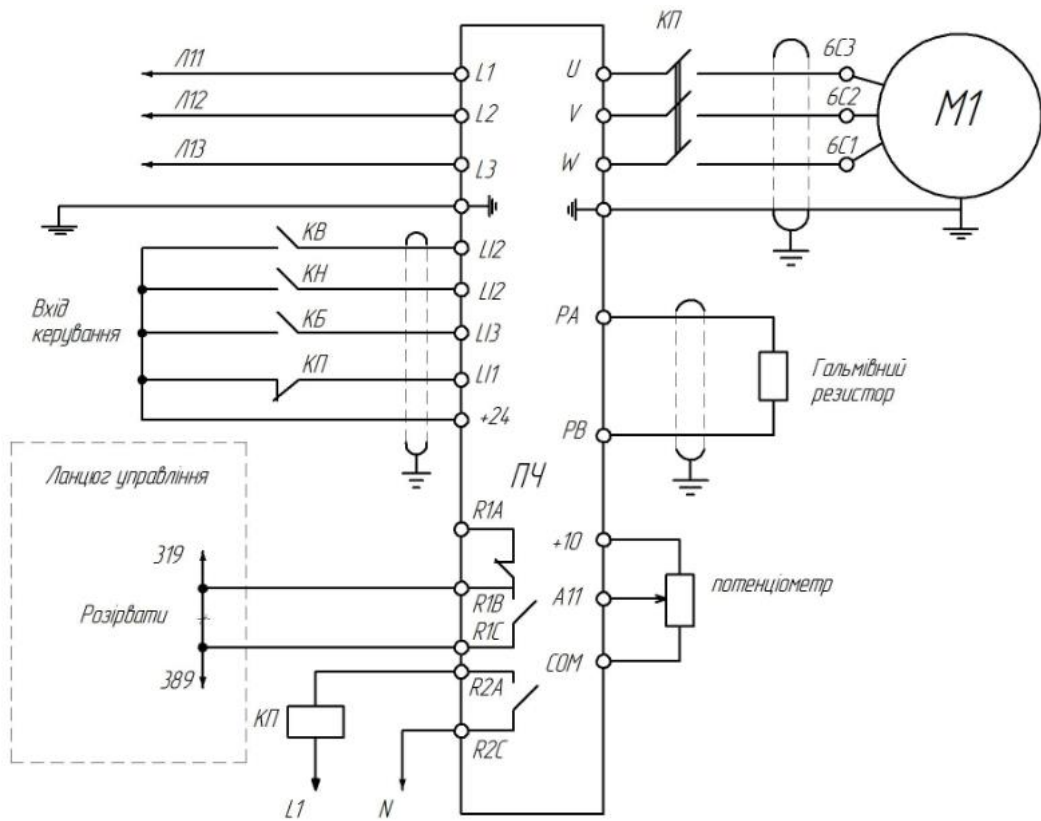 КП
Л11
L1
U
6С3
Л12
L2
V
6С2
М1
Л13
L3
W
6С1
КВ
LI2
КН
LI2
Вхід
керування
КБ
LI3
КП
LI1
+24
PA
Гальмівний
резистор
PB
Ланцюг управління
ПЧ
R1A
319
+10
Розірвати
R1B
A11
потенціометр
R1C
389
COM
R2A
КП
R2C
L1
N